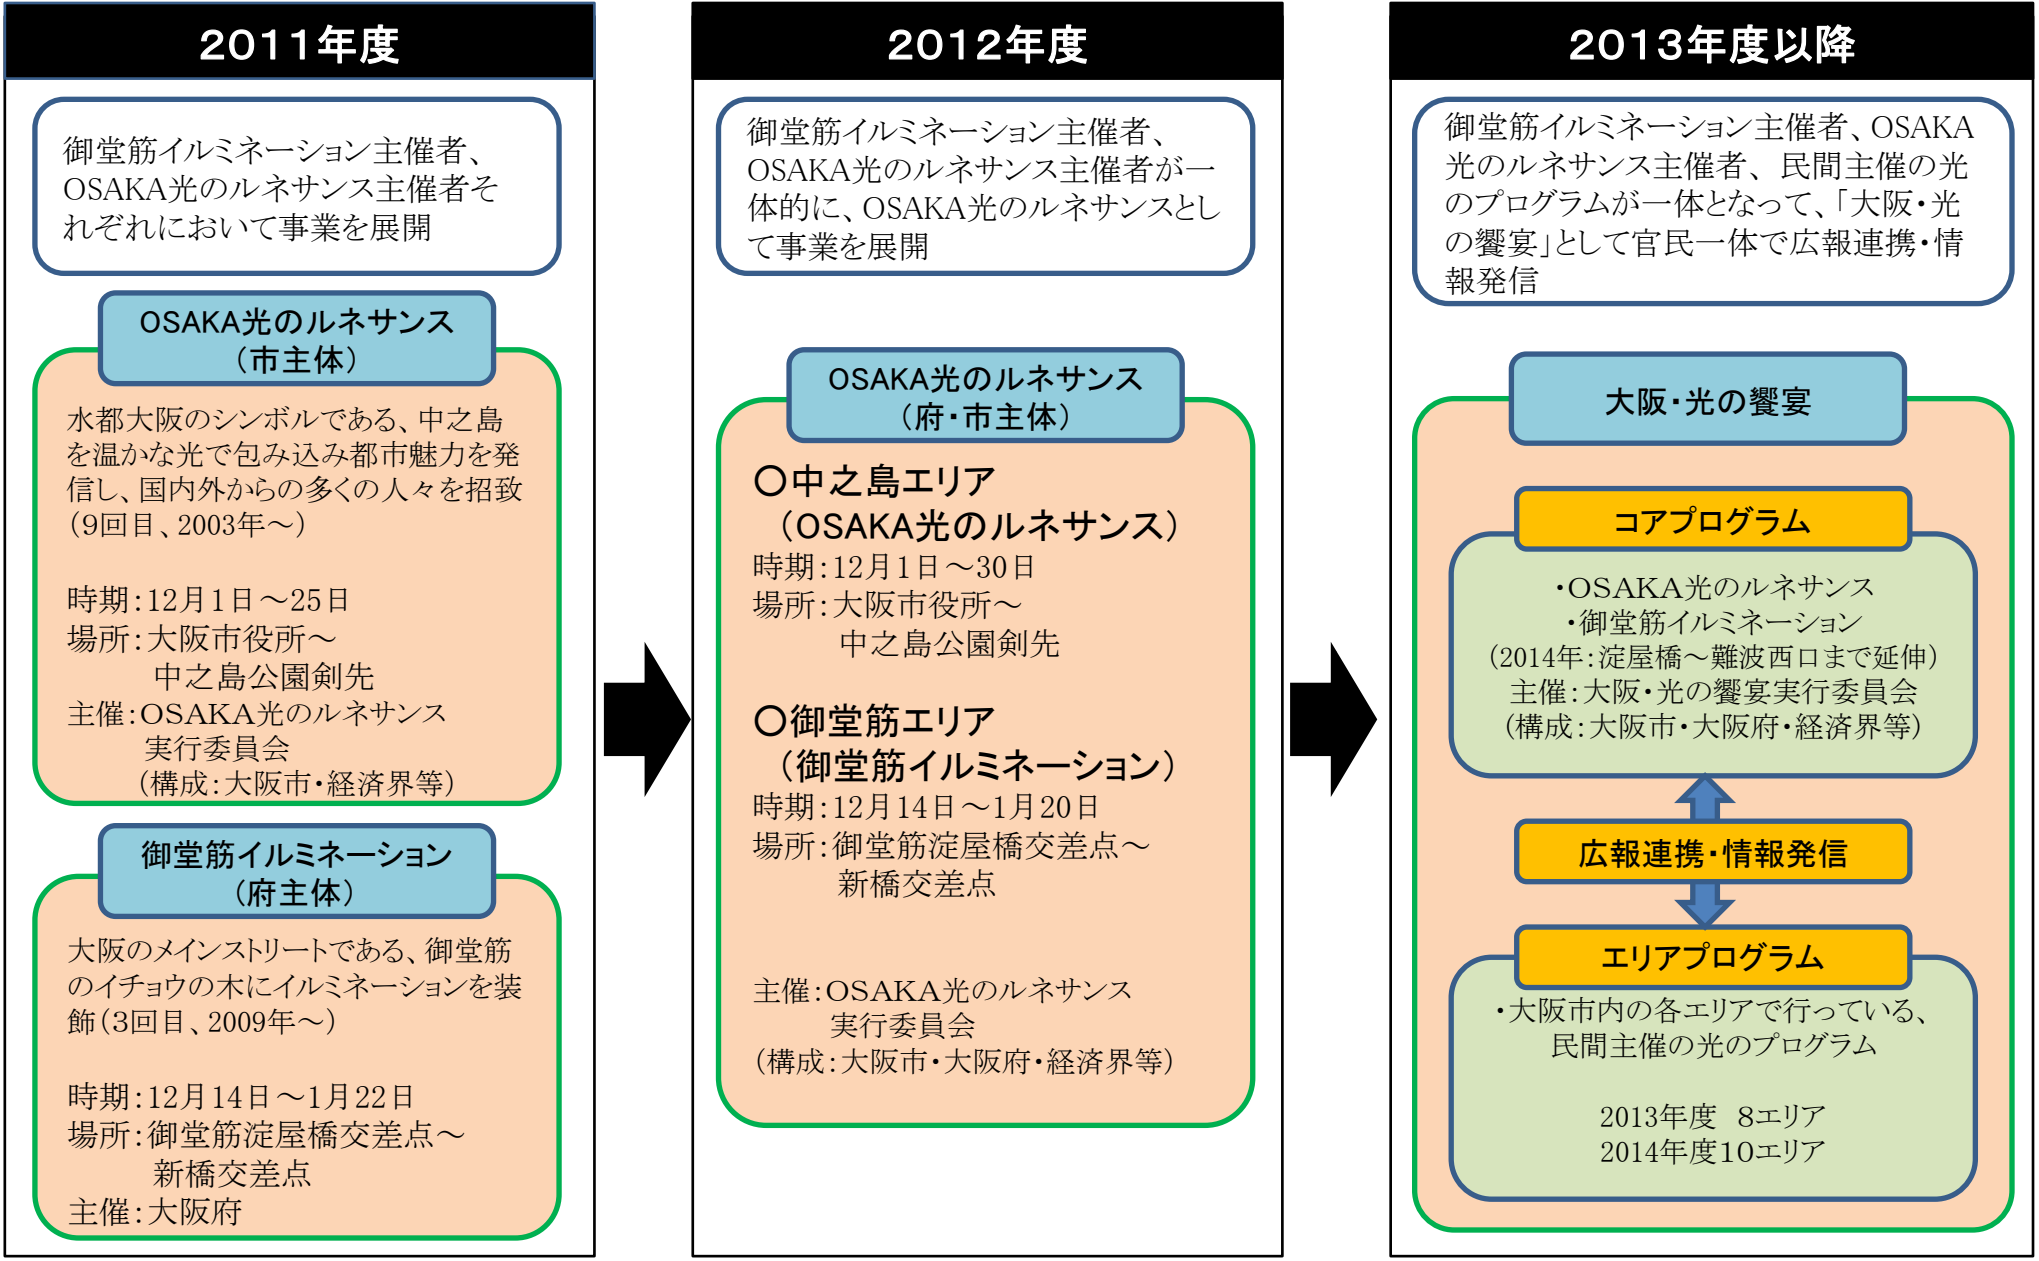 2011年度
御堂筋イルミネーション主催者、
OSAKA光のルネサンス主催者そ
れぞれにおいて事業を展開
OSAKA光のルネサンス
（市主体）
水都大阪のシンボルである、中之島
を温かな光で包み込み都市魅力を発
信し、国内外からの多くの人々を招致
（9回目、2003年～）
時期：12月1日～25日
場所：大阪市役所～
中之島公園剣先
主催：OSAKA光のルネサンス
実行委員会
（構成：大阪市・経済界等）
御堂筋イルミネーション
（府主体）
大阪のメインストリートである、御堂筋
のイチョウの木にイルミネーションを装
飾（3回目、2009年～）
時期：12月14日～1月22日
場所：御堂筋淀屋橋交差点～
新橋交差点
主催：大阪府
2012年度
御堂筋イルミネーション主催者、
OSAKA光のルネサンス主催者が一
体的に、OSAKA光のルネサンスとし
て事業を展開
OSAKA光のルネサンス
（府・市主体）
〇中之島エリア
（OSAKA光のルネサンス）
時期：12月1日～30日
場所：大阪市役所～
中之島公園剣先
〇御堂筋エリア
（御堂筋イルミネーション）
時期：12月14日～1月20日
場所：御堂筋淀屋橋交差点～
新橋交差点
主催：OSAKA光のルネサンス
実行委員会
（構成：大阪市・大阪府・経済界等）
2013年度以降
御堂筋イルミネーション主催者、OSAKA
光のルネサンス主催者、民間主催の光
のプログラムが一体となって、「大阪・光
の饗宴」として官民一体で広報連携・情
報発信
大阪・光の饗宴
コアプログラム
・OSAKA光のルネサンス
・御堂筋イルミネーション
（2014年：淀屋橋～難波西口まで延伸）
主催：大阪・光の饗宴実行委員会
（構成：大阪市・大阪府・経済界等）
広報連携・情報発信
エリアプログラム
・大阪市内の各エリアで行っている、
民間主催の光のプログラム
2013年度　8エリア
2014年度10エリア